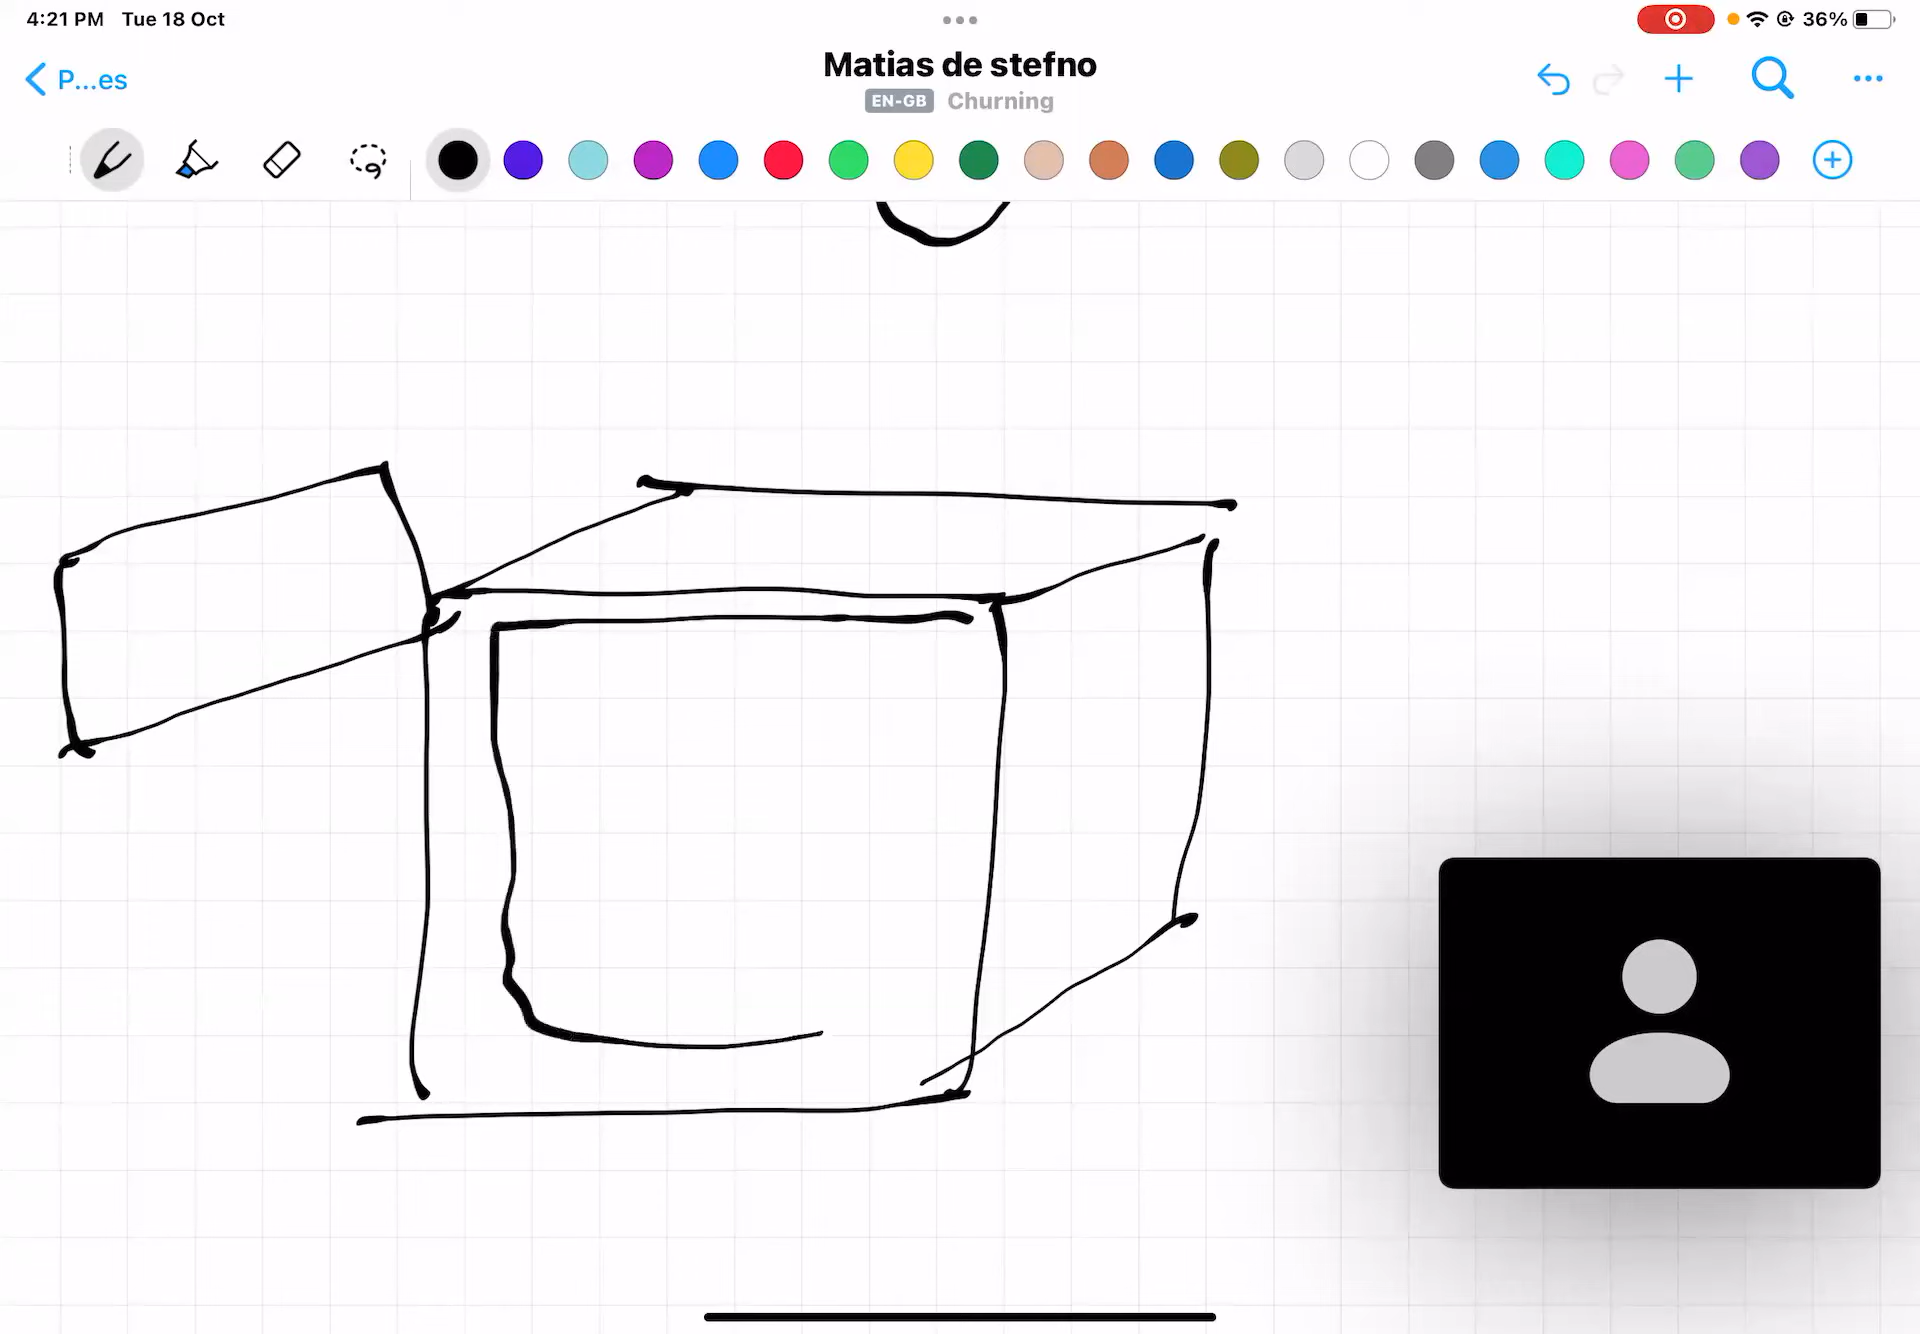 4:21 PM Tue 18 Oct
36%
P...es
Matias de stefno
EN-GB Churning